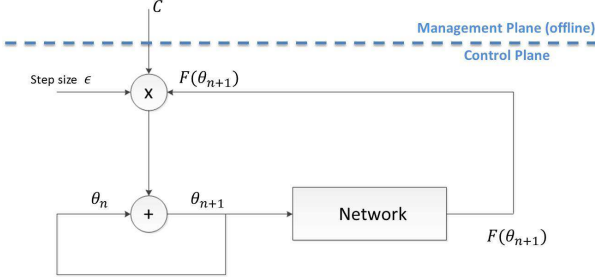 C
Management Plane (offline)
Control Plane
Step size ϵ
x
F(θ_{n+1})
θ_n
+
θ_{n+1}
Network
F(θ_{n+1})